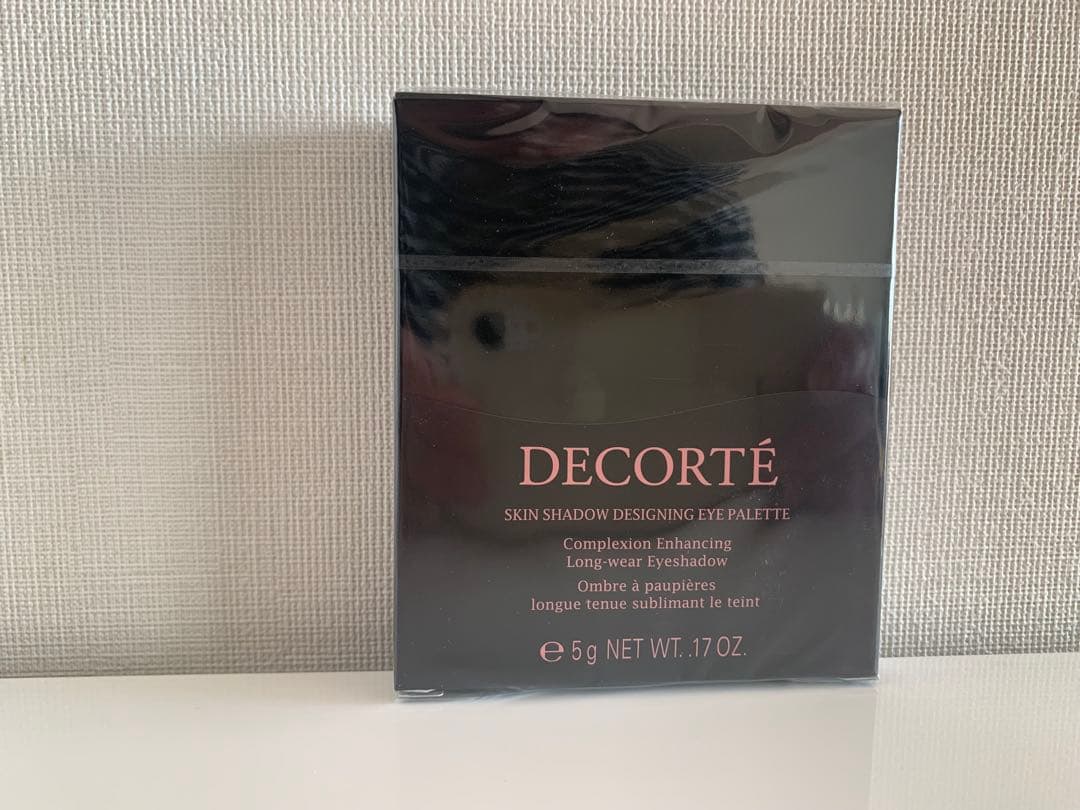 DECORTÉ
SKIN SHADOW DESIGNING EYE PALETTE
Complexion Enhancing
Long-wear Eyeshadow
Ombre à paupières
longue tenue sublimant le teint
℮ 5g NET WT. .17 OZ.